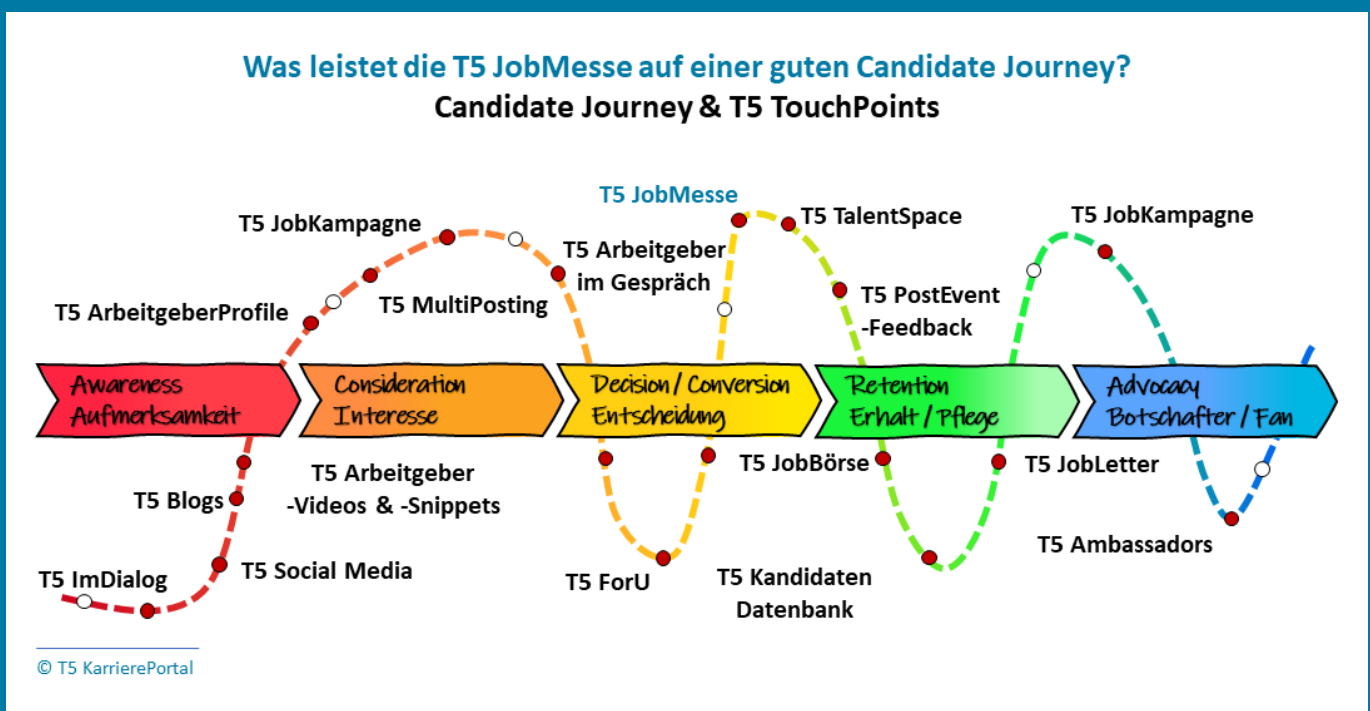 Was leistet die T5 JobMesse auf einer guten Candidate Journey?
Candidate Journey & T5 TouchPoints
T5 JobMesse
T5 JobKampagne
T5 TalentSpace
T5 JobKampagne
T5 Arbeitgeber
im Gespräch
T5 ArbeitgeberProfile
T5 MultiPosting
T5 PostEvent
-Feedback
Awareness
Aufmerksamkeit
Consideration
Interesse
Decision / Conversion
Entscheidung
Retention
Erhalt / Pflege
Advocacy
Botschafter / Fan
T5 Arbeitgeber
-Videos & -Snippets
T5 JobBörse
T5 JobLetter
T5 Blogs
T5 Social Media
T5 ImDialog
T5 ForU
T5 Kandidaten
Datenbank
T5 Ambassadors
© T5 KarrierePortal